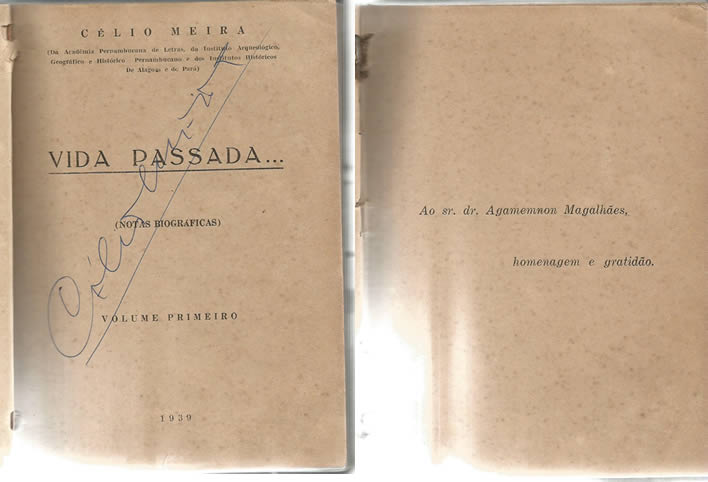 CÉLIO MEIRA
(Da Academia Pernambucana de Letras, do Instituto Arqueológico,
Geográfico e Histórico Pernambucano e dos Institutos Históricos
De Alagoas e do Pará)
VIDA PASSADA...
(NOTAS BIOGRÁFICAS)
VOLUME PRIMEIRO
1939
Ao sr. dr. Agamemnon Magalhães,
homenagem e gratidão.